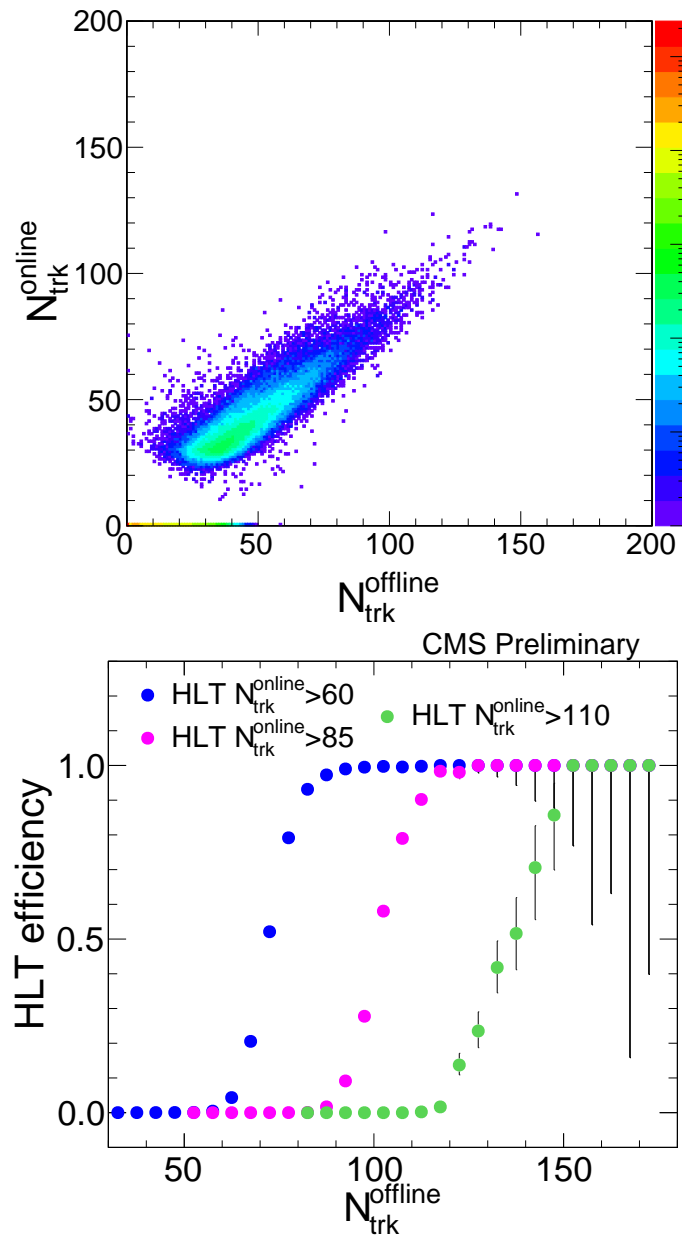 200
150
100
50
0
N_trk^online
0 50 100 150 200
N_trk^offline
CMS Preliminary
HLT N_trk^online>60
HLT N_trk^online>85
HLT N_trk^online>110
1.0
0.5
0.0
HLT efficiency
50 100 150
N_trk^offline